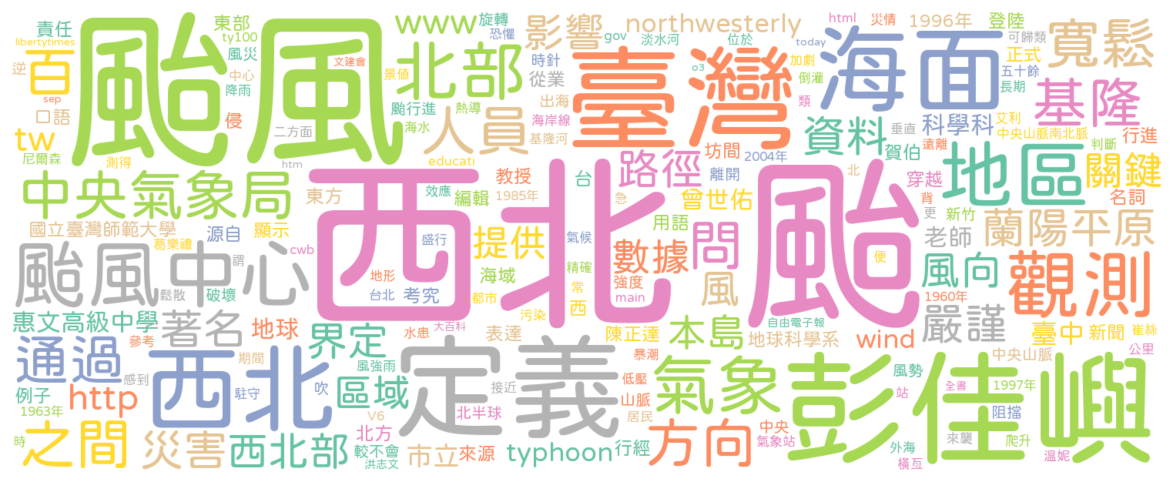 颱風
西北颱
臺灣
彭佳嶼
定義
海面
西北
颱風中心
觀測
地區
北部
中央氣象局
寬鬆
基隆
氣象
通過
之間
方向
嚴謹
問
人員
影響
資料
路徑
關鍵
蘭陽平原
www
northwesterly
百
tw
http
typhoon
wind
著名
界定
區域
災害
西北部
提供
數據
本島
風向
風
惠文高級中學
國立臺灣師範大學
曾世佑
科學科
賀伯
老師
臺中
新聞
地球
地球科學系
陳正達
市立
來源
行經
北方
表達
例子
源自
顯示
東方
編輯
教授
考究
海域
穿越
用語
坊間
名詞
行進
登陸
正式
1996年
東部
責任
口語
侵
從業
出海
台
西
強度
main
educati
cwb
gov
html
htm
today
libertytimes
ty100
sep
o3
V6
旋轉
恐懼
時針
淡水河
位於
加劇
倒灌
類
災情
可歸類
五十餘
長期
艾利
中央山脈南北脈
判斷
垂直
遠離
2004年
離開
北
背
更
新竹
1960年
便
急
常
氣候
精確
污染
都市
效應
盛行
地形
台北
1985年
大百科
水患
自由電子報
崔絲
公里
中央山脈
1997年
全書
站
風勢
阻擋
爬升
溫妮
來襲
外海
橫亙
中央
氣象站
低壓
山脈
居民
暴潮
接近
北半球
洪志文
較不會
風強雨
吹
期間
駐守
感到
參考
1963年
時
破壞
鬆散
謂
葛樂禮
尼爾森
測得
二方面
文建會
景值
颱行進
海水
熱導
海岸線
基隆河
風災
中心
降雨
逆